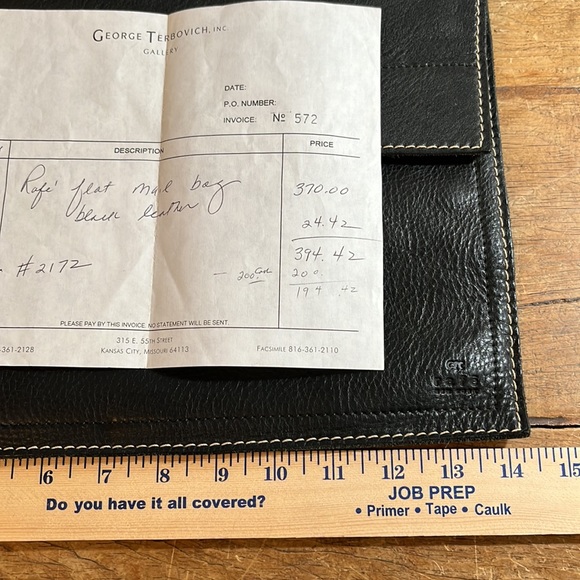 GEORGE TERBOVICH, INC
GALLERY
DATE:
P.O. NUMBER:
INVOICE: Nº 572
DESCRIPTION PRICE
Rafe' flat mail bag 370.00
black leather
24.42
394.42
#2172 - 200 200.
194.42
PLEASE PAY BY THIS INVOICE. NO STATEMENT WILL BE SENT.
315 E. 55TH STREET
-361-2128 KANSAS CITY, MISSOURI 64113 FACSIMILE 816-361-2110
6 7 8 9 10 11 12 13 14 15
Do you have it all covered? JOB PREP
• Primer • Tape • Caulk